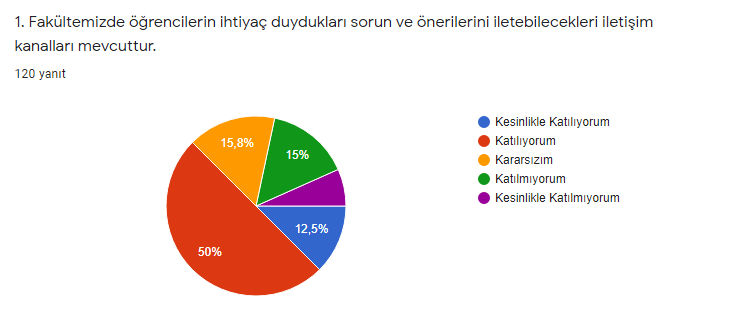 1. Fakültemizde öğrencilerin ihtiyaç duydukları sorun ve önerilerini iletebilecekleri iletişim
kanalları mevcuttur.
120 yanıt
15,8%
15%
12,5%
50%
Kesinlikle Katılıyorum
Katılıyorum
Kararsızım
Katılmıyorum
Kesinlikle Katılmıyorum